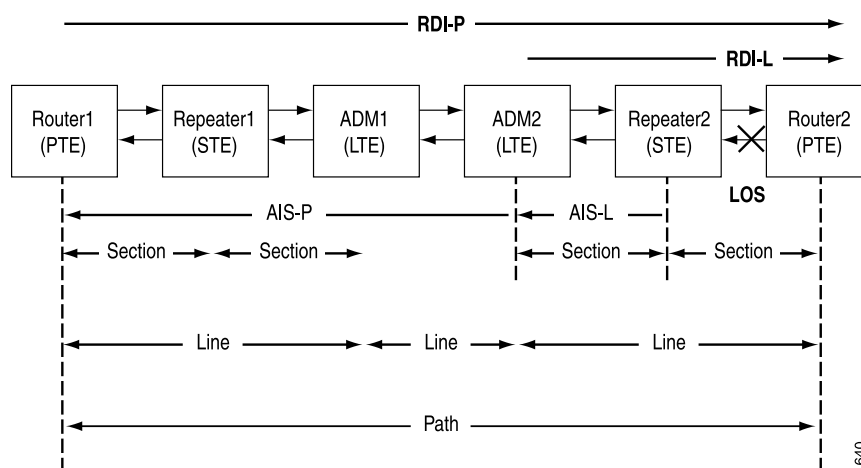 RDI-P
RDI-L
Router1
(PTE)
Repeater1
(STE)
ADM1
(LTE)
ADM2
(LTE)
Repeater2
(STE)
Router2
(PTE)
LOS
AIS-P
AIS-L
Section
Section
Section
Section
Line
Line
Line
Path